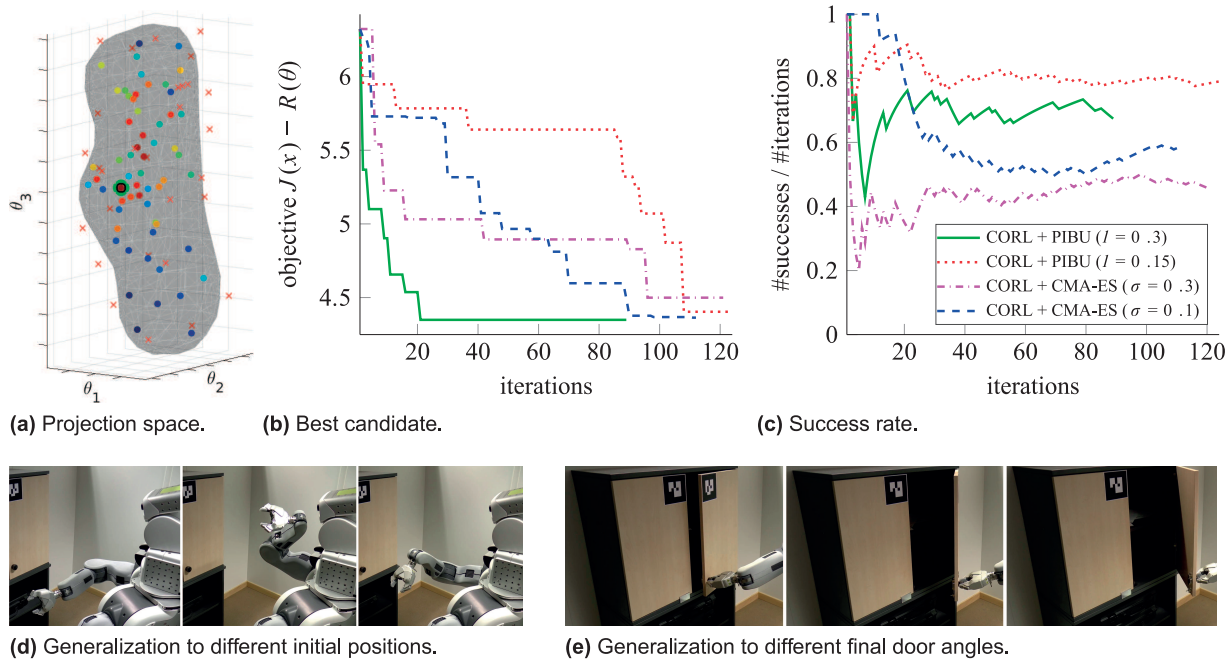 θ3
θ1
θ2
(a) Projection space.
objective J(x) − R(θ)
6
5.5
5
4.5
20 40 60 80 100 120
iterations
(b) Best candidate.
#successes / #iterations
1
0.8
0.6
0.4
0.2
0
20 40 60 80 100 120
iterations
CORL + PIBU (l = 0 .3)
CORL + PIBU (l = 0 .15)
CORL + CMA-ES (σ = 0 .3)
CORL + CMA-ES (σ = 0 .1)
(c) Success rate.
(d) Generalization to different initial positions.
(e) Generalization to different final door angles.